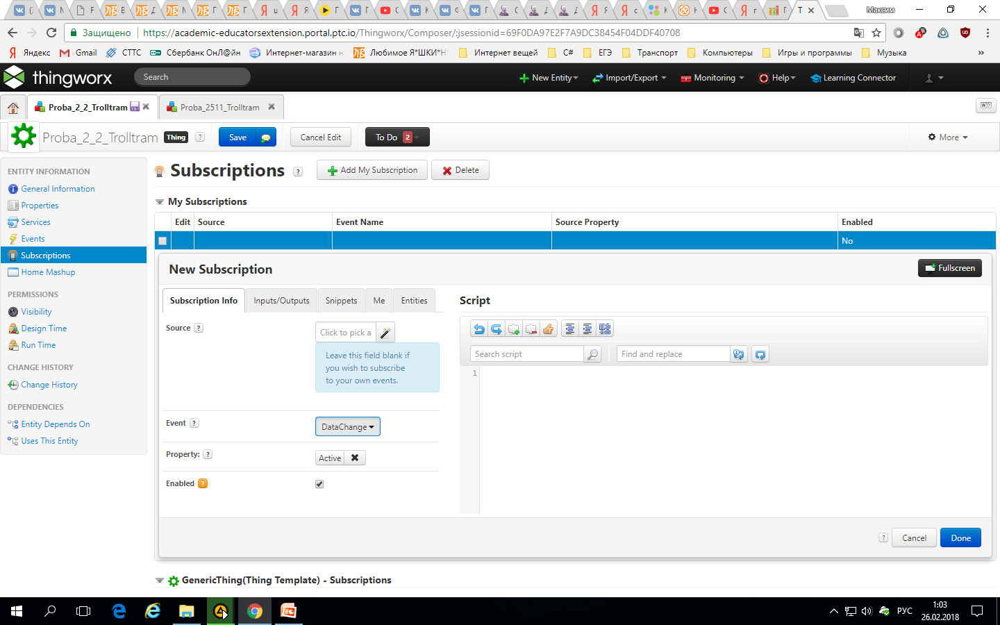 Максим
Защищено
https://academic-educatorsextension.portal.ptc.io/Thingworx/Composer/;jsessionid=69F0DA97E2F7A9DC38454F04DDF40708
Яндекс
Gmail
СТТС
Сбербанк ОнЛ@йн
Интернет-магазин
Любимое Я*ШКИ*Н
Интернет вещей
C#
ЕГЭ
Транспорт
Компьютеры
Игры и программы
Музыка
»
thingworx
Search
New Entity
Import/Export
Monitoring
Help
Learning Connector
Proba_2_2_Trolltram
Proba_2511_Trolltram
Proba_2_2_Trolltram
Thing
?
Save
Cancel Edit
To Do 2
More
ENTITY INFORMATION
General Information
Properties
Services
Events
Subscriptions
Home Mashup
PERMISSIONS
Visibility
Design Time
Run Time
CHANGE HISTORY
Change History
DEPENDENCIES
Entity Depends On
Uses This Entity
Subscriptions ?
Add My Subscription
Delete
My Subscriptions
Edit Source Event Name Source Property Enabled
No
New Subscription
Fullscreen
Subscription Info Inputs/Outputs Snippets Me Entities
Source ?
Click to pick a
Leave this field blank if
you wish to subscribe
to your own events.
Event ?
DataChange
Property: ?
Active
Enabled ?
Script
Search script
Find and replace
1
?
Cancel
Done
GenericThing(Thing Template) - Subscriptions
РУС
1:03
26.02.2018